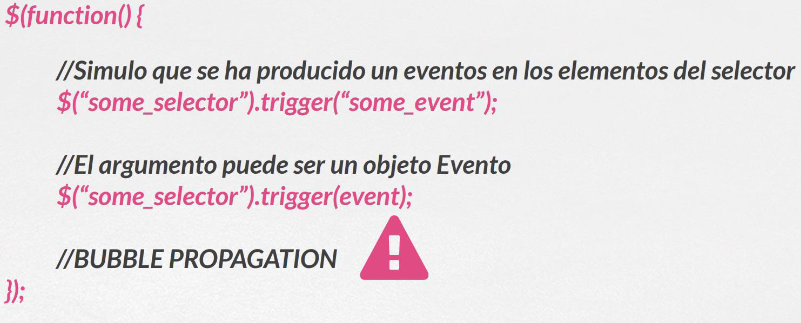 $(function() {
//Simulo que se ha producido un eventos en los elementos del selector
$(“some_selector”).trigger(“some_event”);
//El argumento puede ser un objeto Evento
$(“some_selector”).trigger(event);
//BUBBLE PROPAGATION
});